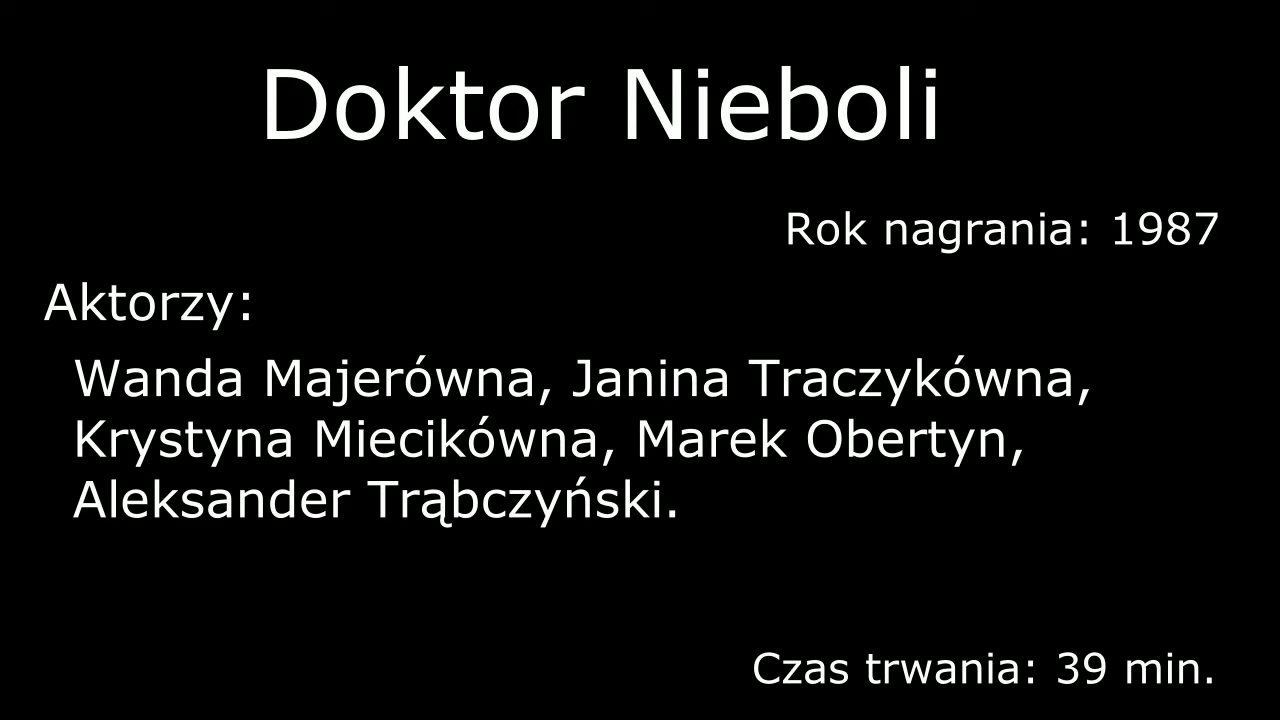 Doktor Nieboli
Rok nagrania: 1987
Aktorzy:
Wanda Majerówna, Janina Traczykówna,
Krystyna Miecikówna, Marek Obertyn,
Aleksander Trąbczyński.
Czas trwania: 39 min.